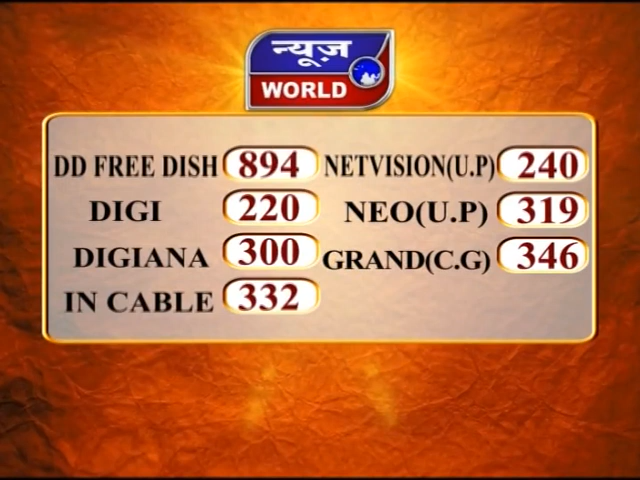 न्यूज़
WORLD
DD FREE DISH 894 NETVISION(U.P) 240
DIGI 220 NEO(U.P) 319
DIGIANA 300 GRAND(C.G) 346
IN CABLE 332